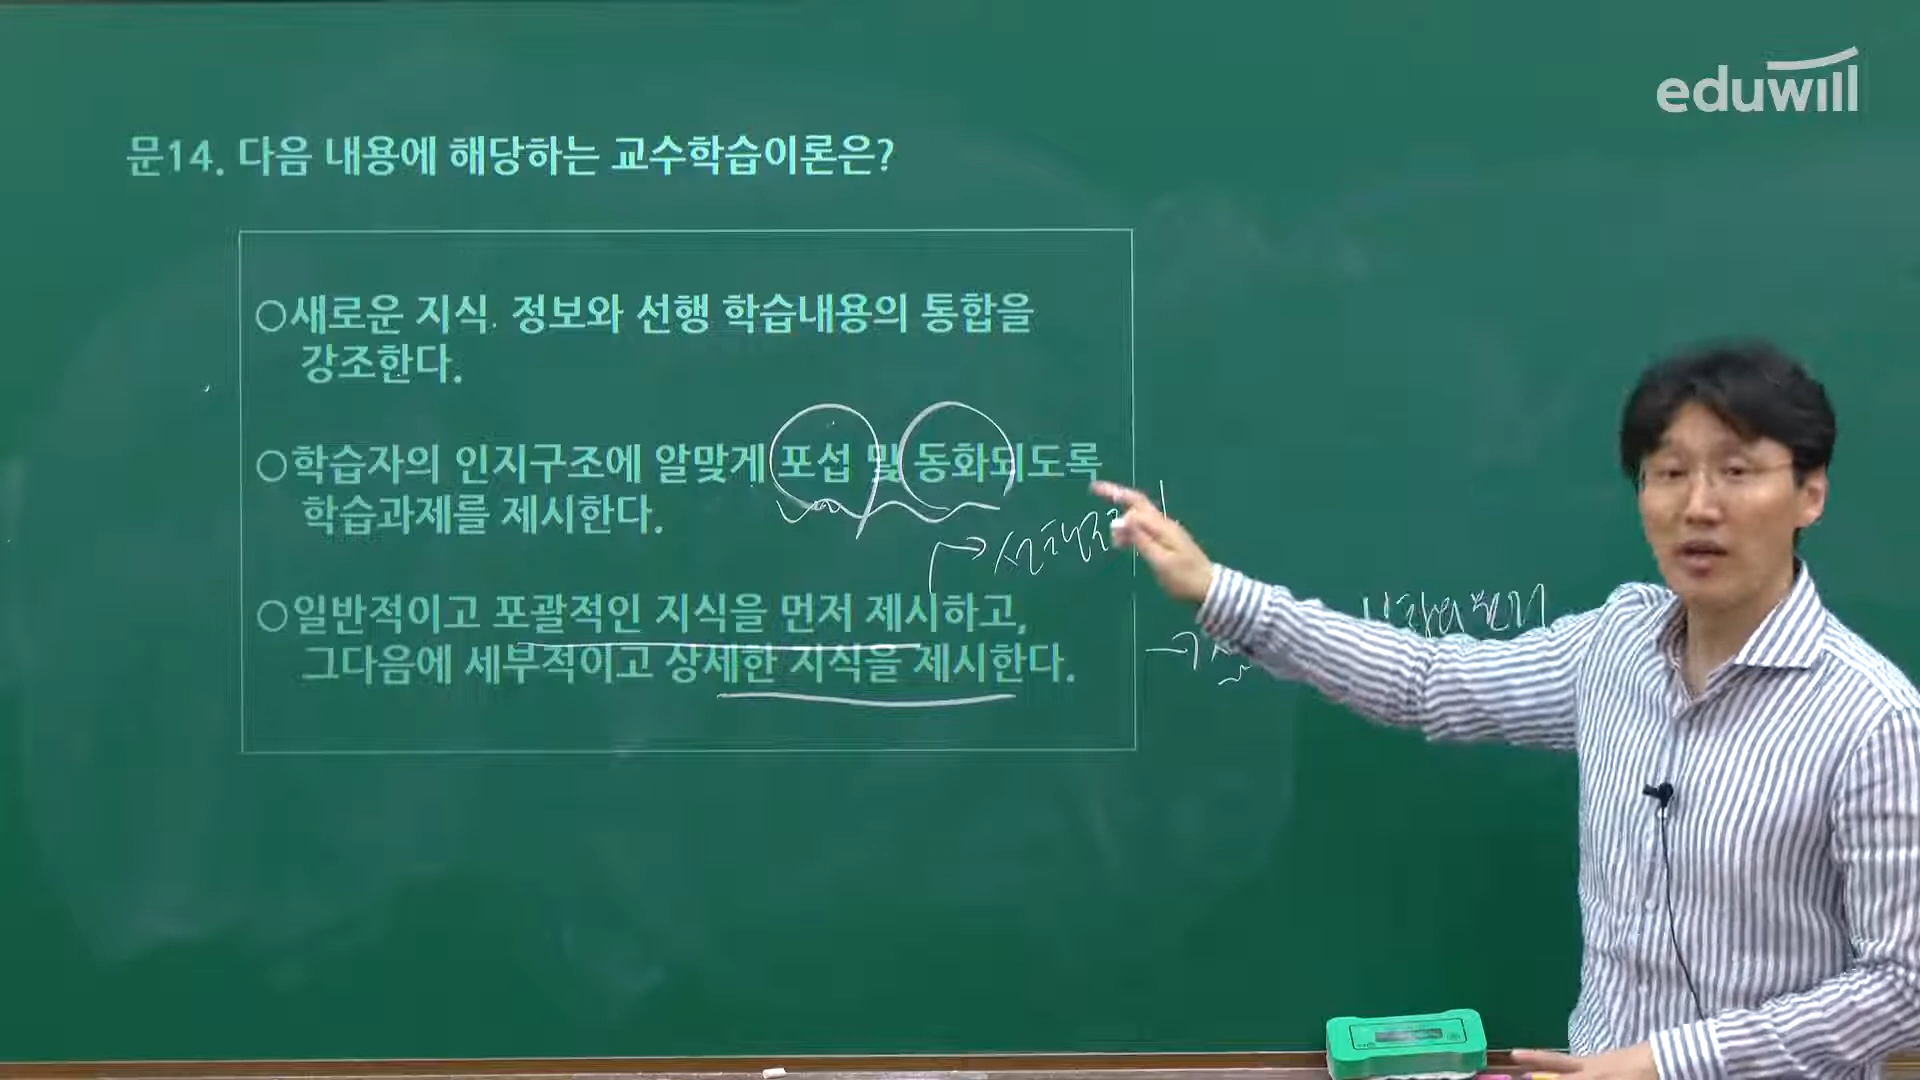 eduwill
문14. 다음 내용에 해당하는 교수학습이론은?
○새로운 지식. 정보와 선행 학습내용의 통합을
강조한다.
○학습자의 인지구조에 알맞게 포섭 및 동화되도록
학습과제를 제시한다.
○일반적이고 포괄적인 지식을 먼저 제시하고,
그다음에 세부적이고 상세한 지식을 제시한다.